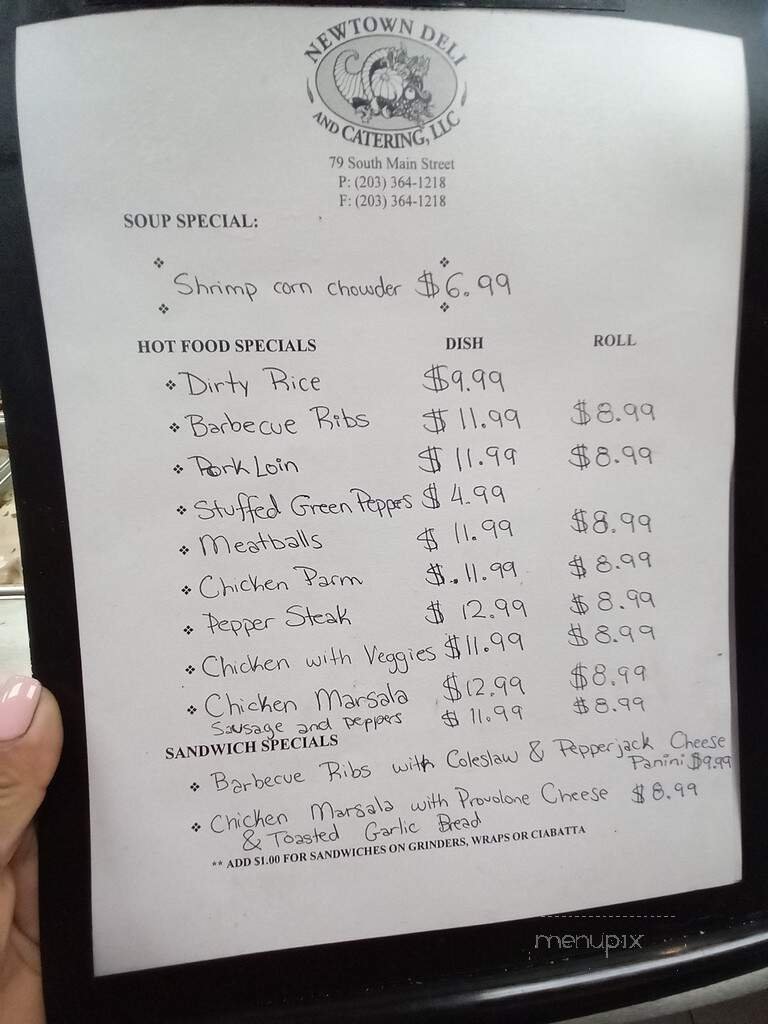 NEWTOWN DELI
AND CATERING, LLC
79 South Main Street
P: (203) 364-1218
F: (203) 364-1218
SOUP SPECIAL:
Shrimp corn chowder $6.99
HOT FOOD SPECIALS DISH ROLL
Dirty Rice $9.99
Barbecue Ribs $11.99 $8.99
Pork Loin $11.99 $8.99
Stuffed Green Peppes $4.99
Meatballs $11.99 $8.99
Chicken Parm $.11.99 $8.99
Pepper Steak $12.99 $8.99
Chicken with Veggies $11.99 $8.99
Chicken Marsala $12.99 $8.99
Sausage and peppers $11.99 $8.99
SANDWICH SPECIALS
Barbecue Ribs with Coleslaw & Pepperjack Cheese
Panini $9.99
Chicken Marsala with Provolone Cheese $8.99
& Toasted Garlic Bread
** ADD $1.00 FOR SANDWICHES ON GRINDERS, WRAPS OR CIABATTA
menupix